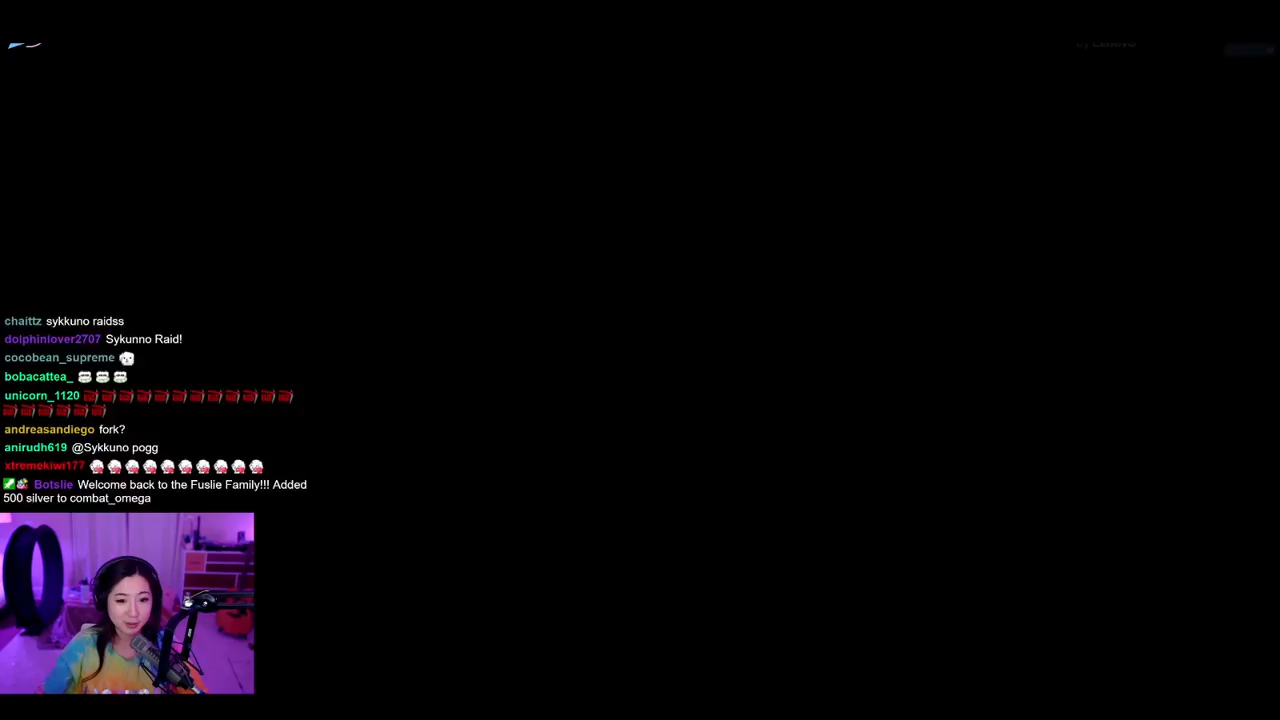 chaittz sykkuno raidss
dolphinlover2707 Sykunno Raid!
cocobean_supreme
bobacattea_
unicorn_1120
andreasandiego fork?
anirudh619 @Sykkuno pogg
xtremekiwi177
Botslie Welcome back to the Fuslie Family!!! Added
500 silver to combat_omega